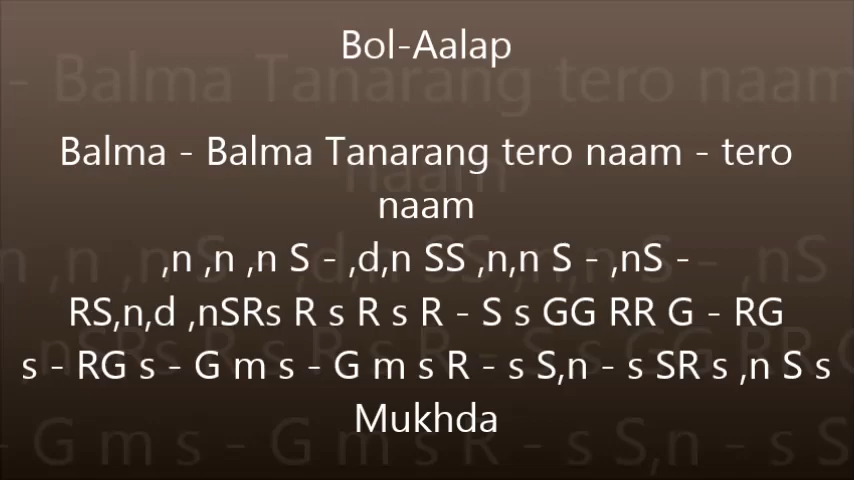 Bol-Aalap
Balma - Balma Tanarang tero naam - tero
naam
,n ,n ,n S - ,d,n SS ,n,n S - ,nS -
RS,n,d ,nSRs R s R s R - S s GG RR G - RG
s - RG s - G m s - G m s R - s S,n - s SR s ,n S s
Mukhda